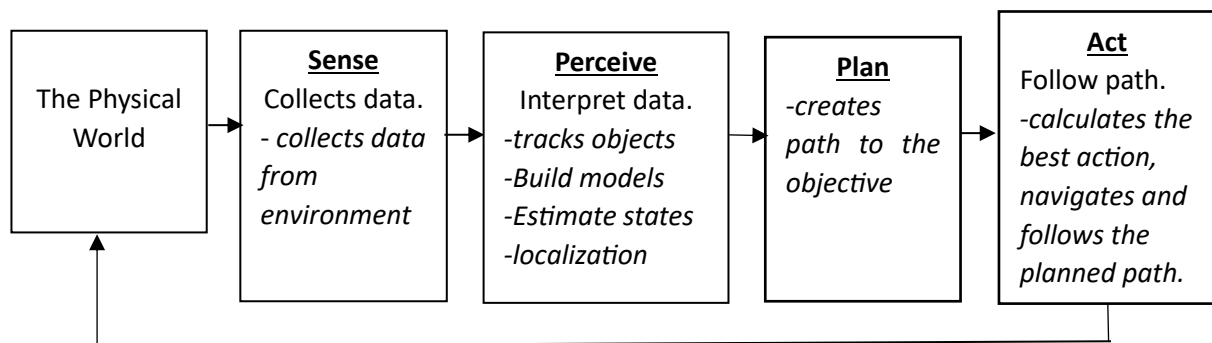 The Physical
World
Sense
Collects data.
- collects data
from
environment
Perceive
Interpret data.
-tracks objects
-Build models
-Estimate states
-localization
Plan
-creates
path to the
objective
Act
Follow path.
-calculates the
best action,
navigates and
follows the
planned path.